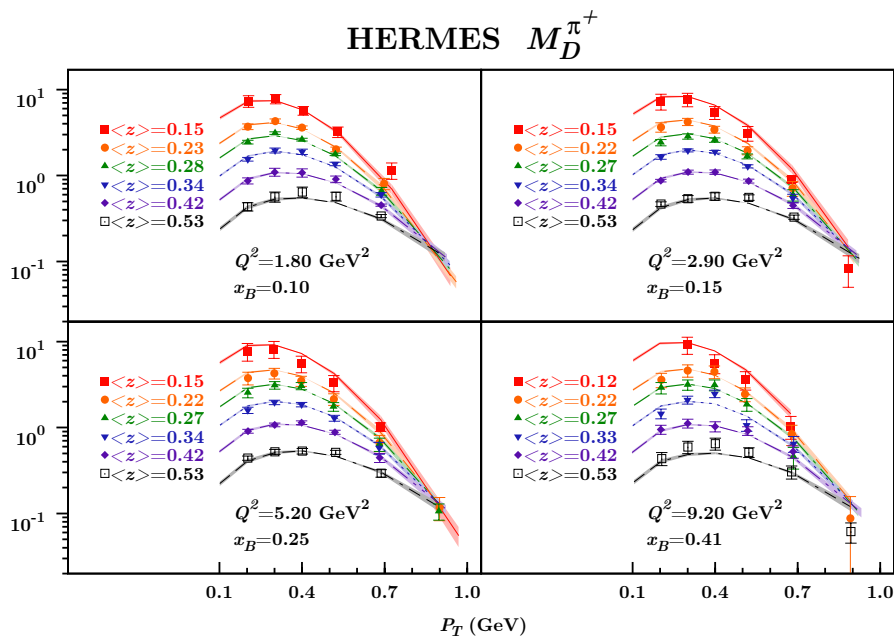 HERMES M_D^{π^+}
10^1
10^0
10^{-1}
<z>=0.15
<z>=0.23
<z>=0.28
<z>=0.34
<z>=0.42
<z>=0.53
Q^2=1.80 GeV^2
x_B=0.10
<z>=0.15
<z>=0.22
<z>=0.27
<z>=0.34
<z>=0.42
<z>=0.53
Q^2=2.90 GeV^2
x_B=0.15
10^1
10^0
10^{-1}
<z>=0.15
<z>=0.22
<z>=0.27
<z>=0.34
<z>=0.42
<z>=0.53
Q^2=5.20 GeV^2
x_B=0.25
<z>=0.12
<z>=0.22
<z>=0.27
<z>=0.33
<z>=0.42
<z>=0.53
Q^2=9.20 GeV^2
x_B=0.41
0.1 0.4 0.7 1.0 0.1 0.4 0.7 1.0
P_T (GeV)